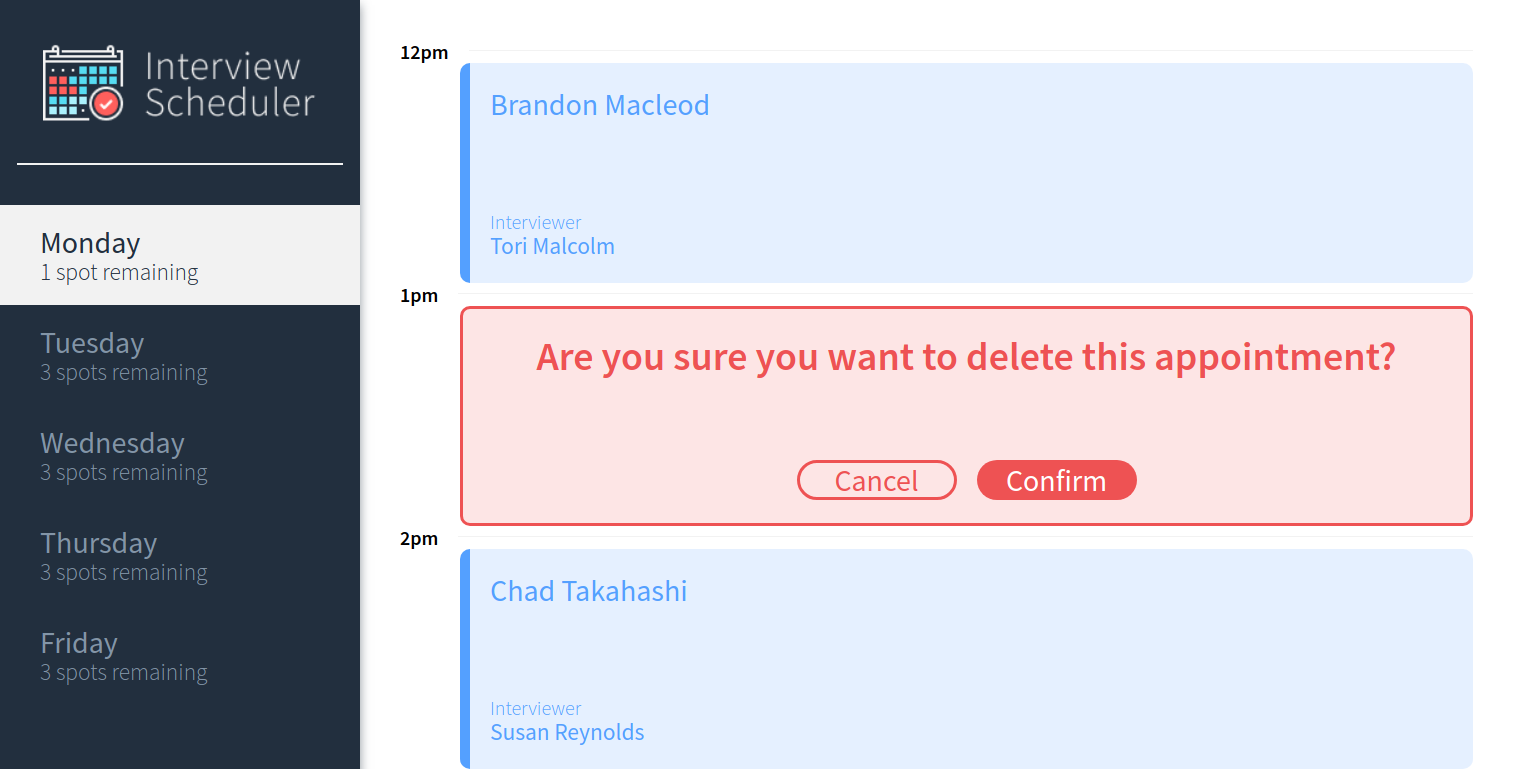 Interview
Scheduler
Monday
1 spot remaining
Tuesday
3 spots remaining
Wednesday
3 spots remaining
Thursday
3 spots remaining
Friday
3 spots remaining
12pm
Brandon Macleod
Interviewer
Tori Malcolm
1pm
Are you sure you want to delete this appointment?
Cancel Confirm
2pm
Chad Takahashi
Interviewer
Susan Reynolds